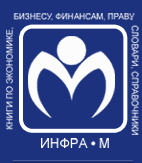 БИЗНЕСУ, ФИНАНСАМ, ПРАВУ
КНИГИ ПО ЭКОНОМИКЕ,
СЛОВАРИ, СПРАВОЧНИКИ
ИНФРА • М